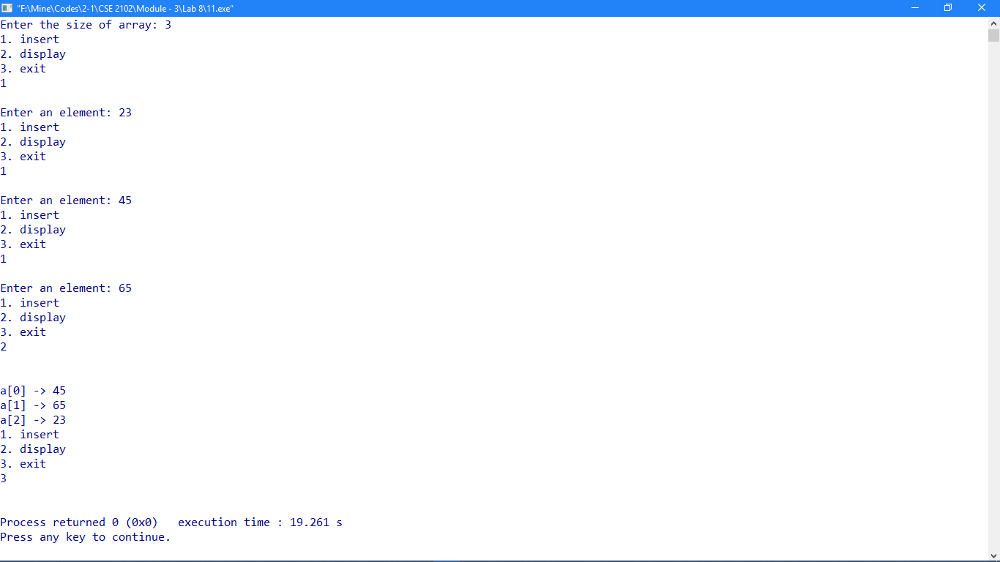 "F:\Mine\Codes\2-1\CSE 2102\Module - 3\Lab 8\11.exe"
Enter the size of array: 3
1. insert
2. display
3. exit
1
Enter an element: 23
1. insert
2. display
3. exit
1
Enter an element: 45
1. insert
2. display
3. exit
1
Enter an element: 65
1. insert
2. display
3. exit
2
a[0] -> 45
a[1] -> 65
a[2] -> 23
1. insert
2. display
3. exit
3
Process returned 0 (0x0)   execution time : 19.261 s
Press any key to continue.